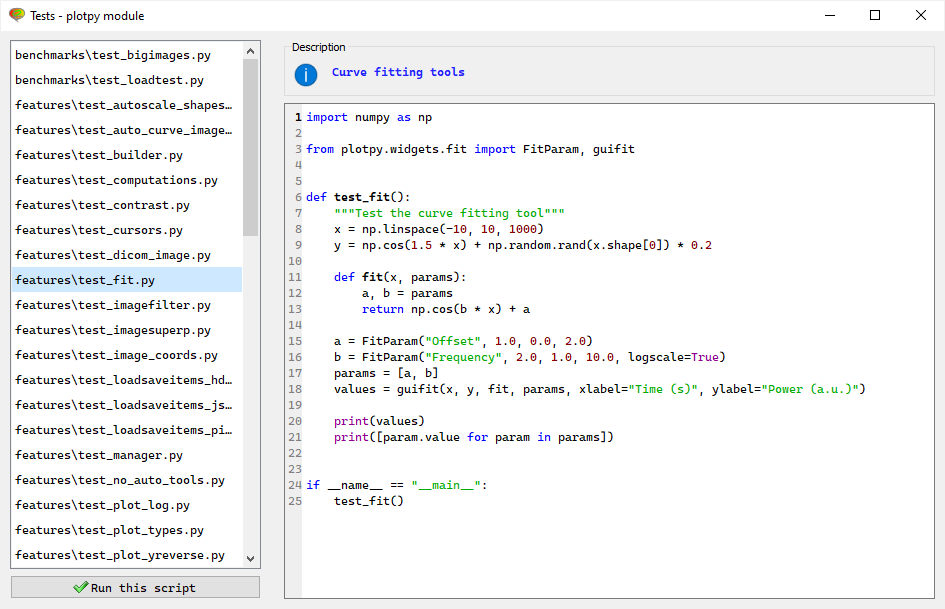 Tests - plotpy module
benchmarks\test_bigimages.py
benchmarks\test_loadtest.py
features\test_autoscale_shapes…
features\test_auto_curve_image…
features\test_builder.py
features\test_computations.py
features\test_contrast.py
features\test_cursors.py
features\test_dicom_image.py
features\test_fit.py
features\test_imagefilter.py
features\test_imagesuperp.py
features\test_image_coords.py
features\test_loadsaveitems_hd…
features\test_loadsaveitems_js…
features\test_loadsaveitems_pi…
features\test_manager.py
features\test_no_auto_tools.py
features\test_plot_log.py
features\test_plot_types.py
features\test_plot_yreverse.py
Run this script
Description
Curve fitting tools
1 import numpy as np
2
3 from plotpy.widgets.fit import FitParam, guifit
4
5
6 def test_fit():
7     """Test the curve fitting tool"""
8     x = np.linspace(-10, 10, 1000)
9     y = np.cos(1.5 * x) + np.random.rand(x.shape[0]) * 0.2
10
11     def fit(x, params):
12         a, b = params
13         return np.cos(b * x) + a
14
15     a = FitParam("Offset", 1.0, 0.0, 2.0)
16     b = FitParam("Frequency", 2.0, 1.0, 10.0, logscale=True)
17     params = [a, b]
18     values = guifit(x, y, fit, params, xlabel="Time (s)", ylabel="Power (a.u.)")
19
20     print(values)
21     print([param.value for param in params])
22
23
24 if __name__ == "__main__":
25     test_fit()